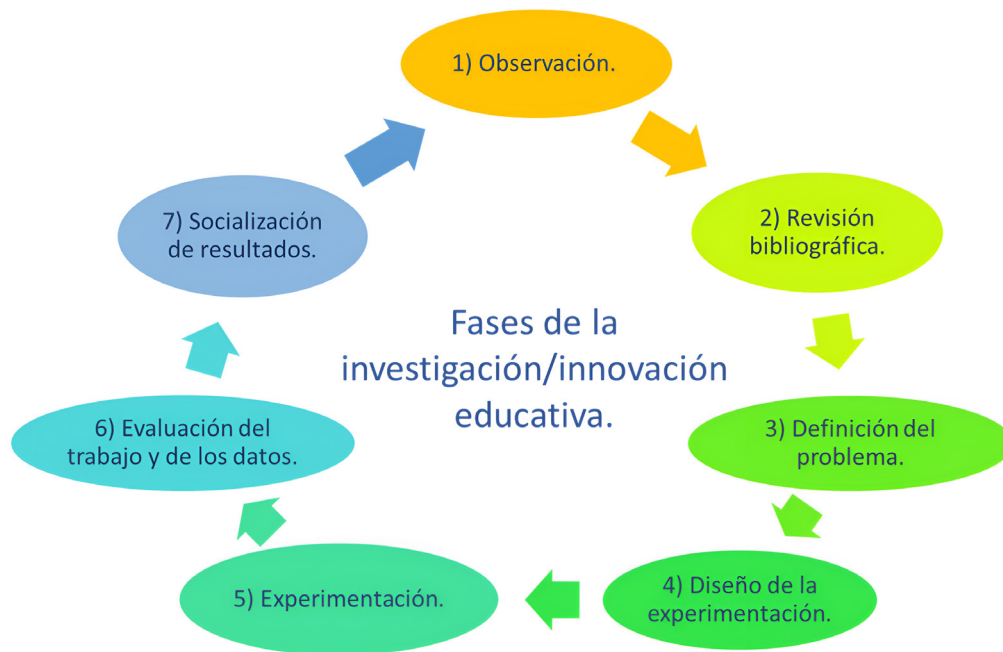 1) Observación.
2) Revisión
bibliográfica.
3) Definición del
problema.
4) Diseño de la
experimentación.
5) Experimentación.
6) Evaluación del
trabajo y de los datos.
7) Socialización
de resultados.
Fases de la
investigación/innovación
educativa.